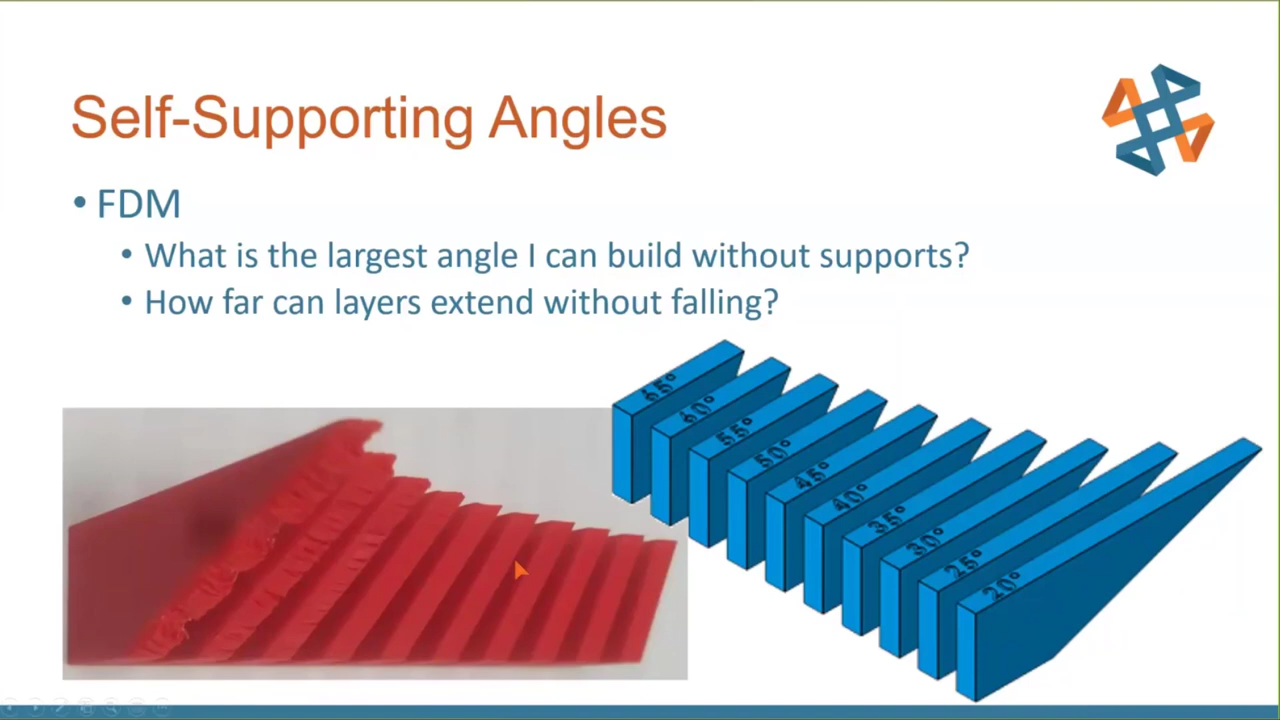 Self-Supporting Angles
• FDM
• What is the largest angle I can build without supports?
• How far can layers extend without falling?
65°
60°
55°
50°
45°
40°
35°
30°
25°
20°